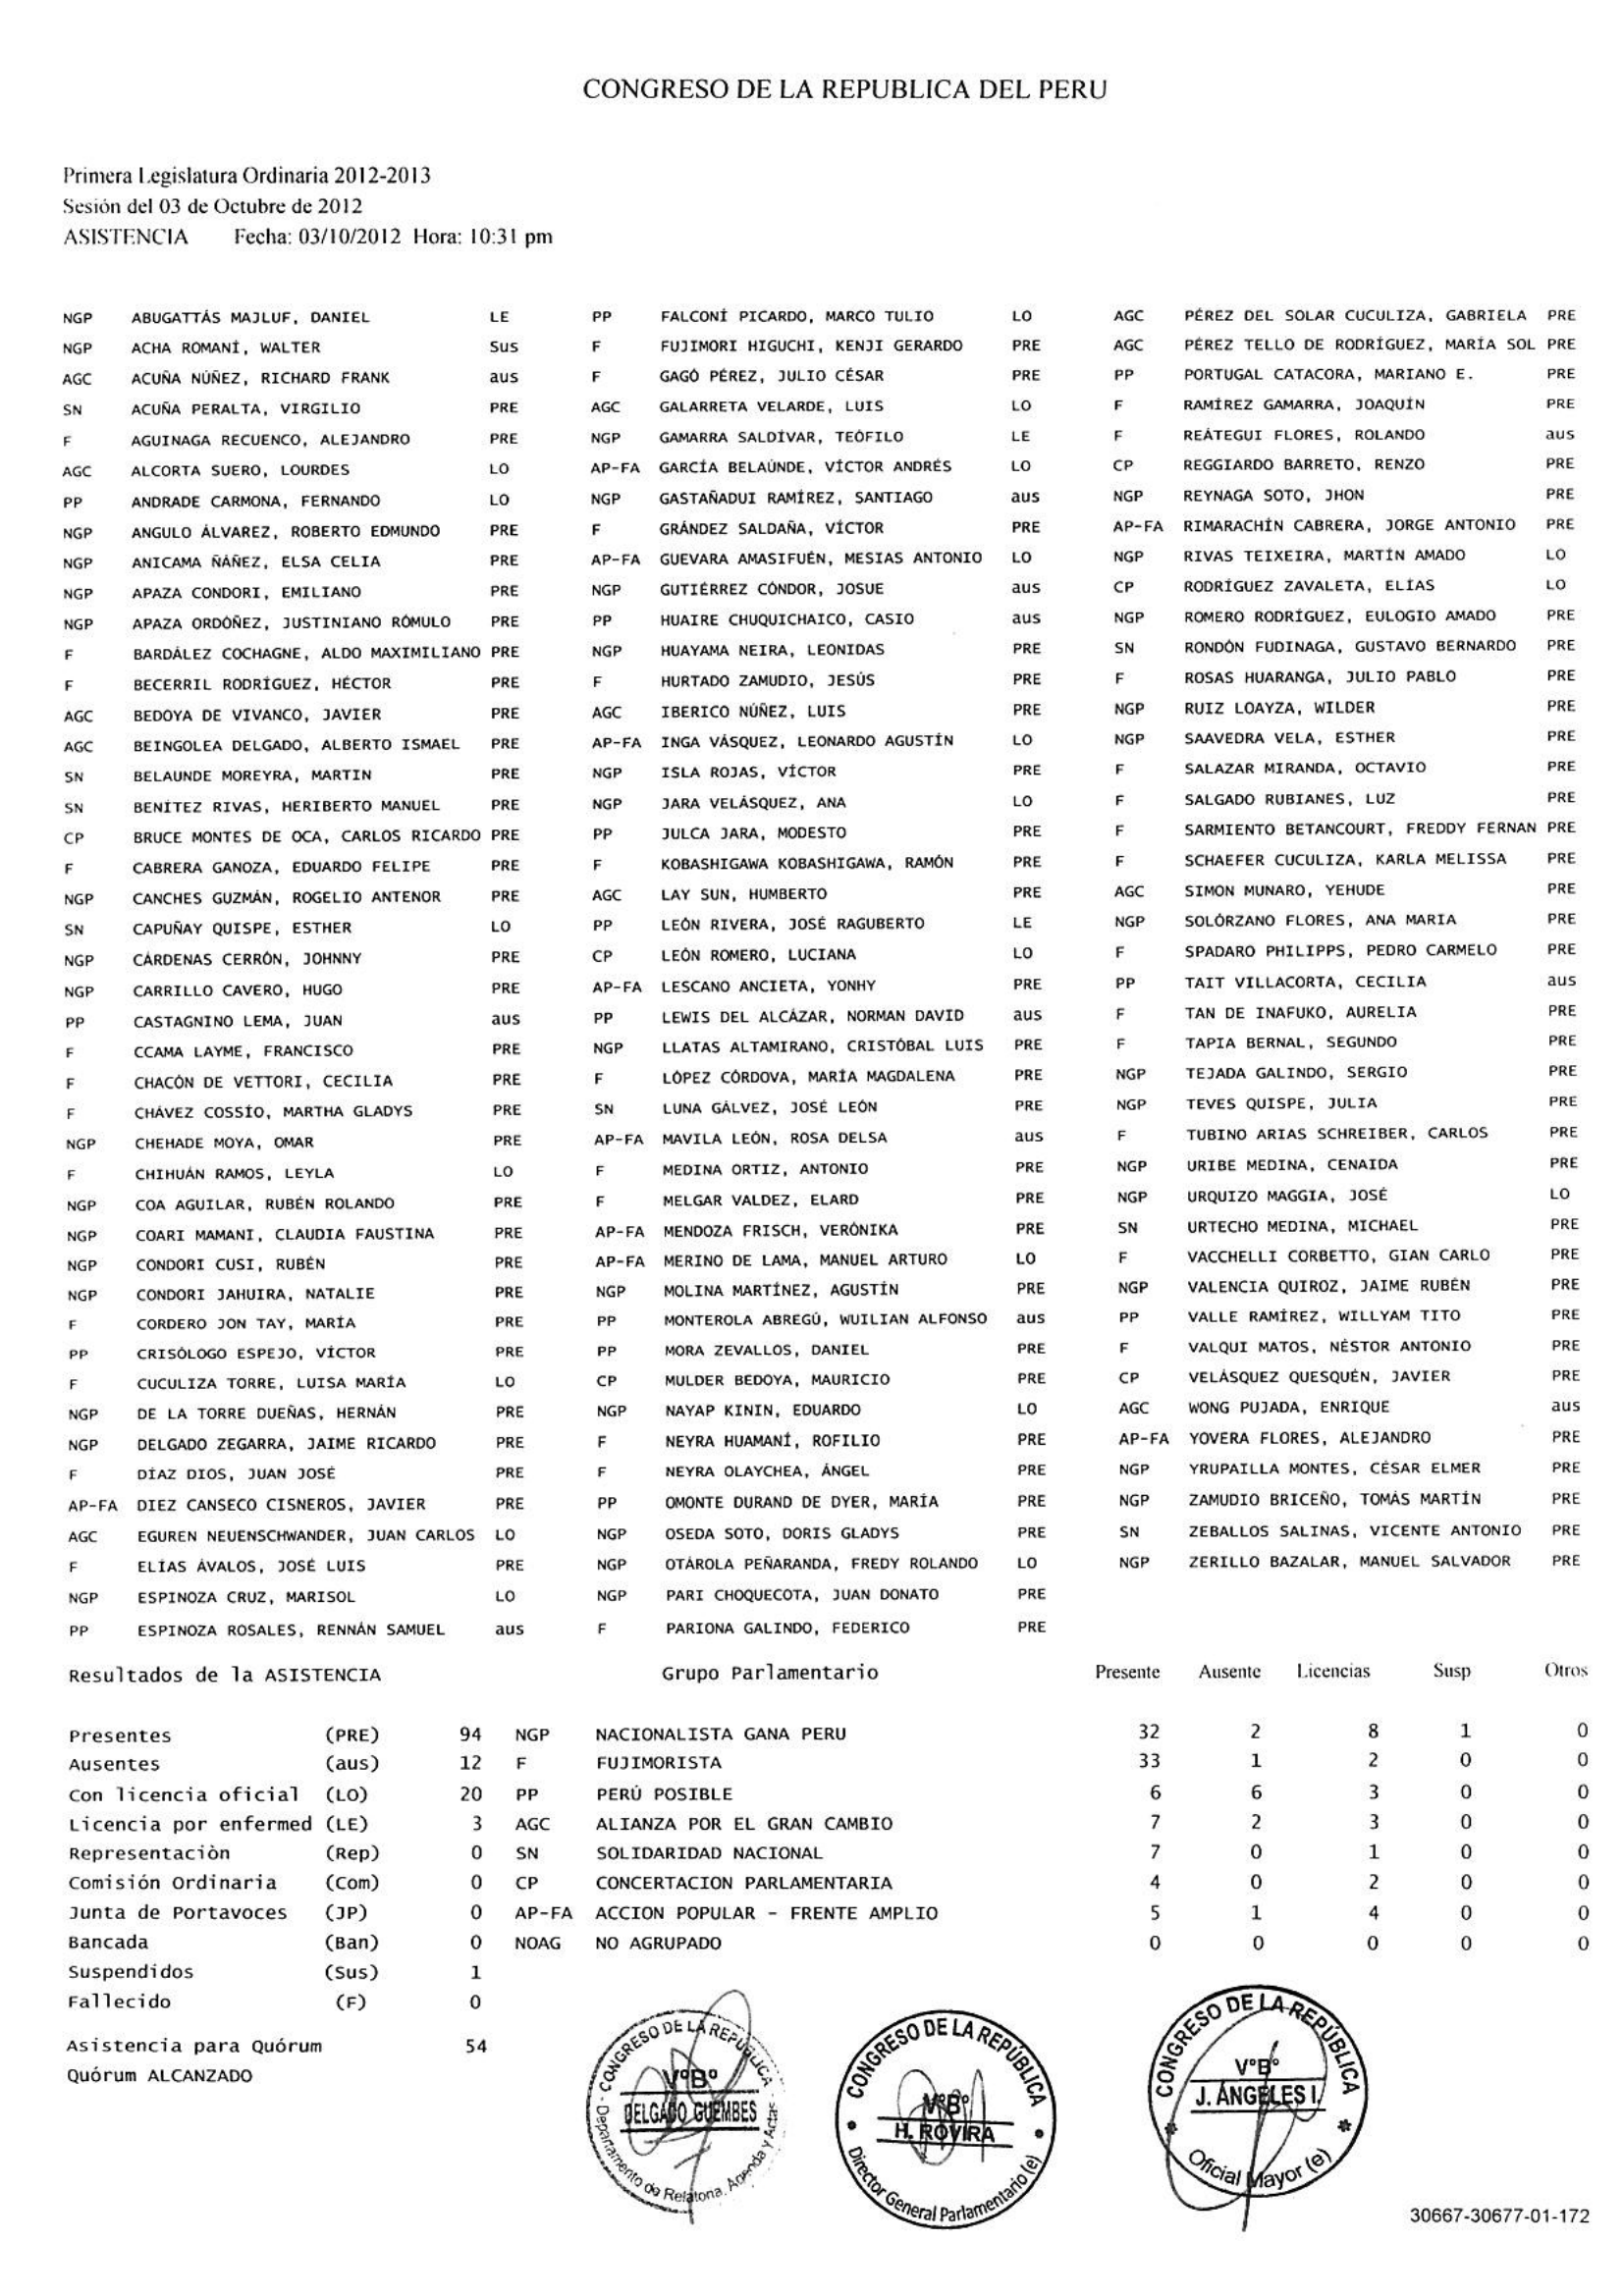 CONGRESO DE LA REPUBLICA DEL PERU
Primera Legislatura Ordinaria 2012-2013
Sesión del 03 de Octubre de 2012
ASISTENCIA Fecha: 03/10/2012 Hora: 10:31 pm
NGP ABUGATTÁS MAJLUF, DANIEL LE
NGP ACHA ROMANÍ, WALTER Sus
AGC ACUÑA NÚÑEZ, RICHARD FRANK aus
SN ACUÑA PERALTA, VIRGILIO PRE
F AGUINAGA RECUENCO, ALEJANDRO PRE
AGC ALCORTA SUERO, LOURDES LO
PP ANDRADE CARMONA, FERNANDO LO
NGP ANGULO ÁLVAREZ, ROBERTO EDMUNDO PRE
NGP ANICAMA ÑÁÑEZ, ELSA CELIA PRE
NGP APAZA CONDORI, EMILIANO PRE
NGP APAZA ORDÓÑEZ, JUSTINIANO RÓMULO PRE
F BARDÁLEZ COCHAGNE, ALDO MAXIMILIANO PRE
F BECERRIL RODRÍGUEZ, HÉCTOR PRE
AGC BEDOYA DE VIVANCO, JAVIER PRE
AGC BEINGOLEA DELGADO, ALBERTO ISMAEL PRE
SN BELAUNDE MOREYRA, MARTIN PRE
SN BENÍTEZ RIVAS, HERIBERTO MANUEL PRE
CP BRUCE MONTES DE OCA, CARLOS RICARDO PRE
F CABRERA GANOZA, EDUARDO FELIPE PRE
NGP CANCHES GUZMÁN, ROGELIO ANTENOR PRE
SN CAPUÑAY QUISPE, ESTHER LO
NGP CÁRDENAS CERRÓN, JOHNNY PRE
NGP CARRILLO CAVERO, HUGO PRE
PP CASTAGNINO LEMA, JUAN aus
F CCAMA LAYME, FRANCISCO PRE
F CHACÓN DE VETTORI, CECILIA PRE
F CHÁVEZ COSSÍO, MARTHA GLADYS PRE
NGP CHEHADE MOYA, OMAR PRE
F CHIHUÁN RAMOS, LEYLA LO
NGP COA AGUILAR, RUBÉN ROLANDO PRE
NGP COARI MAMANI, CLAUDIA FAUSTINA PRE
NGP CONDORI CUSI, RUBÉN PRE
NGP CONDORI JAHUIRA, NATALIE PRE
F CORDERO JON TAY, MARÍA PRE
PP CRISÓLOGO ESPEJO, VÍCTOR PRE
F CUCULIZA TORRE, LUISA MARÍA LO
NGP DE LA TORRE DUEÑAS, HERNÁN PRE
NGP DELGADO ZEGARRA, JAIME RICARDO PRE
F DÍAZ DIOS, JUAN JOSÉ PRE
AP-FA DIEZ CANSECO CISNEROS, JAVIER PRE
AGC EGUREN NEUENSCHWANDER, JUAN CARLOS LO
F ELÍAS ÁVALOS, JOSÉ LUIS PRE
NGP ESPINOZA CRUZ, MARISOL LO
PP ESPINOZA ROSALES, RENNÁN SAMUEL aus
PP FALCONÍ PICARDO, MARCO TULIO LO
F FUJIMORI HIGUCHI, KENJI GERARDO PRE
F GAGÓ PÉREZ, JULIO CÉSAR PRE
AGC GALARRETA VELARDE, LUIS LO
NGP GAMARRA SALDÍVAR, TEÓFILO LE
AP-FA GARCÍA BELAÚNDE, VÍCTOR ANDRÉS LO
NGP GASTAÑADUI RAMÍREZ, SANTIAGO aus
F GRÁNDEZ SALDAÑA, VÍCTOR PRE
AP-FA GUEVARA AMASIFUÉN, MESIAS ANTONIO LO
NGP GUTIÉRREZ CÓNDOR, JOSUE aus
PP HUAIRE CHUQUICHAICO, CASIO aus
NGP HUAYAMA NEIRA, LEONIDAS PRE
F HURTADO ZAMUDIO, JESÚS PRE
AGC IBERICO NÚÑEZ, LUIS PRE
AP-FA INGA VÁSQUEZ, LEONARDO AGUSTÍN LO
NGP ISLA ROJAS, VÍCTOR PRE
NGP JARA VELÁSQUEZ, ANA LO
PP JULCA JARA, MODESTO PRE
F KOBASHIGAWA KOBASHIGAWA, RAMÓN PRE
AGC LAY SUN, HUMBERTO PRE
PP LEÓN RIVERA, JOSÉ RAGUBERTO LE
CP LEÓN ROMERO, LUCIANA LO
AP-FA LESCANO ANCIETA, YONHY PRE
PP LEWIS DEL ALCÁZAR, NORMAN DAVID aus
NGP LLATAS ALTAMIRANO, CRISTÓBAL LUIS PRE
F LÓPEZ CÓRDOVA, MARÍA MAGDALENA PRE
SN LUNA GÁLVEZ, JOSÉ LEÓN PRE
AP-FA MAVILA LEÓN, ROSA DELSA aus
F MEDINA ORTIZ, ANTONIO PRE
F MELGAR VALDEZ, ELARD PRE
AP-FA MENDOZA FRISCH, VERÓNIKA PRE
AP-FA MERINO DE LAMA, MANUEL ARTURO LO
NGP MOLINA MARTÍNEZ, AGUSTÍN PRE
PP MONTEROLA ABREGÚ, WUILIAN ALFONSO aus
PP MORA ZEVALLOS, DANIEL PRE
CP MULDER BEDOYA, MAURICIO PRE
NGP NAYAP KININ, EDUARDO LO
F NEYRA HUAMANÍ, ROFILIO PRE
F NEYRA OLAYCHEA, ÁNGEL PRE
PP OMONTE DURAND DE DYER, MARÍA PRE
NGP OSEDA SOTO, DORIS GLADYS PRE
NGP OTÁROLA PEÑARANDA, FREDY ROLANDO LO
NGP PARI CHOQUECOTA, JUAN DONATO PRE
F PARIONA GALINDO, FEDERICO PRE
AGC PÉREZ DEL SOLAR CUCULIZA, GABRIELA PRE
AGC PÉREZ TELLO DE RODRÍGUEZ, MARÍA SOL PRE
PP PORTUGAL CATACORA, MARIANO E. PRE
F RAMÍREZ GAMARRA, JOAQUÍN PRE
F REÁTEGUI FLORES, ROLANDO aus
CP REGGIARDO BARRETO, RENZO PRE
NGP REYNAGA SOTO, JHON PRE
AP-FA RIMARACHÍN CABRERA, JORGE ANTONIO PRE
NGP RIVAS TEIXEIRA, MARTÍN AMADO LO
CP RODRÍGUEZ ZAVALETA, ELÍAS LO
NGP ROMERO RODRÍGUEZ, EULOGIO AMADO PRE
SN RONDÓN FUDINAGA, GUSTAVO BERNARDO PRE
F ROSAS HUARANGA, JULIO PABLO PRE
NGP RUIZ LOAYZA, WILDER PRE
NGP SAAVEDRA VELA, ESTHER PRE
F SALAZAR MIRANDA, OCTAVIO PRE
F SALGADO RUBIANES, LUZ PRE
F SARMIENTO BETANCOURT, FREDDY FERNAN PRE
F SCHAEFER CUCULIZA, KARLA MELISSA PRE
AGC SIMON MUNARO, YEHUDE PRE
NGP SOLÓRZANO FLORES, ANA MARIA PRE
F SPADARO PHILIPPS, PEDRO CARMELO PRE
PP TAIT VILLACORTA, CECILIA aus
F TAN DE INAFUKO, AURELIA PRE
F TAPIA BERNAL, SEGUNDO PRE
NGP TEJADA GALINDO, SERGIO PRE
NGP TEVES QUISPE, JULIA PRE
F TUBINO ARIAS SCHREIBER, CARLOS PRE
NGP URIBE MEDINA, CENAIDA PRE
NGP URQUIZO MAGGIA, JOSÉ LO
SN URTECHO MEDINA, MICHAEL PRE
F VACCHELLI CORBETTO, GIAN CARLO PRE
NGP VALENCIA QUIROZ, JAIME RUBÉN PRE
PP VALLE RAMÍREZ, WILLYAM TITO PRE
F VALQUI MATOS, NÉSTOR ANTONIO PRE
CP VELÁSQUEZ QUESQUÉN, JAVIER PRE
AGC WONG PUJADA, ENRIQUE aus
AP-FA YOVERA FLORES, ALEJANDRO PRE
NGP YRUPAILLA MONTES, CÉSAR ELMER PRE
NGP ZAMUDIO BRICEÑO, TOMÁS MARTÍN PRE
SN ZEBALLOS SALINAS, VICENTE ANTONIO PRE
NGP ZERILLO BAZALAR, MANUEL SALVADOR PRE
Resultados de la ASISTENCIA
Presentes (PRE) 94
Ausentes (aus) 12
Con licencia oficial (LO) 20
Licencia por enfermed (LE) 3
Representaciòn (Rep) 0
Comisión Ordinaria (Com) 0
Junta de Portavoces (JP) 0
Bancada (Ban) 0
Suspendidos (Sus) 1
Fallecido (F) 0
Asistencia para Quórum 54
Quórum ALCANZADO
Grupo Parlamentario Presente Ausente Licencias Susp Otros
NGP NACIONALISTA GANA PERU 32 2 8 1 0
F FUJIMORISTA 33 1 2 0 0
PP PERÚ POSIBLE 6 6 3 0 0
AGC ALIANZA POR EL GRAN CAMBIO 7 2 3 0 0
SN SOLIDARIDAD NACIONAL 7 0 1 0 0
CP CONCERTACION PARLAMENTARIA 4 0 2 0 0
AP-FA ACCION POPULAR - FRENTE AMPLIO 5 1 4 0 0
NOAG NO AGRUPADO 0 0 0 0 0
CONGRESO DE LA REPUBLICA
V°B°
DELGADO GUEMBES
Departamento de Relatoria, Agenda y Actas
CONGRESO DE LA REPÚBLICA
V°B°
H. ROVIRA
Director General Parlamentario (e)
CONGRESO DE LA REPÚBLICA
V°B°
J. ÁNGELES I.
Oficial Mayor (e)
30667-30677-01-172